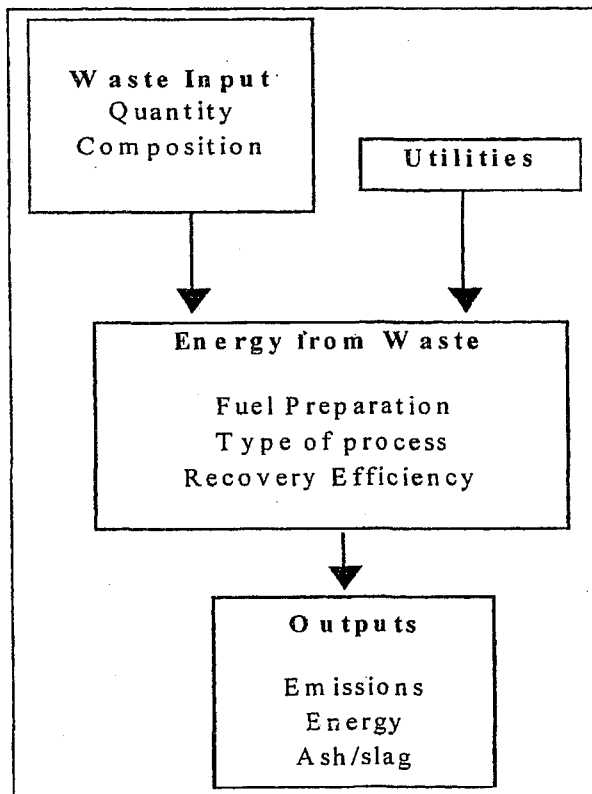 Waste Input
Quantity
Composition
Utilities
Energy from Waste
Fuel Preparation
Type of process
Recovery Efficiency
Outputs
Emissions
Energy
Ash/slag